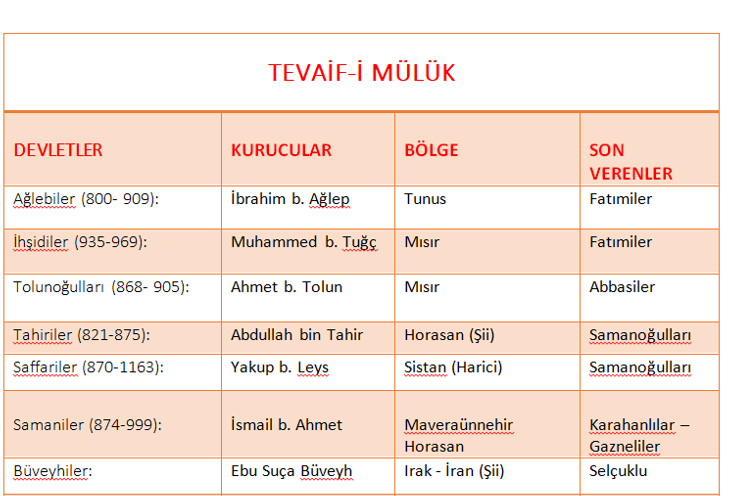 TEVAİF-İ MÜLÜK
DEVLETLER KURUCULAR BÖLGE SON
VERENLER
Ağlebiler (800- 909): İbrahim b. Ağlep Tunus Fatımiler
İhşidiler (935-969): Muhammed b. Tuğç Mısır Fatımiler
Tolunoğulları (868- 905): Ahmet b. Tolun Mısır Abbasiler
Tahiriler (821-875): Abdullah bin Tahir Horasan (Şii) Samanoğulları
Saffariler (870-1163): Yakup b. Leys Sistan (Harici) Samanoğulları
Samaniler (874-999): İsmail b. Ahmet Maveraünnehir Karahanlılar –
Horasan Gazneliler
Büveyhiler: Ebu Suça Büveyh Irak - İran (Şii) Selçuklu